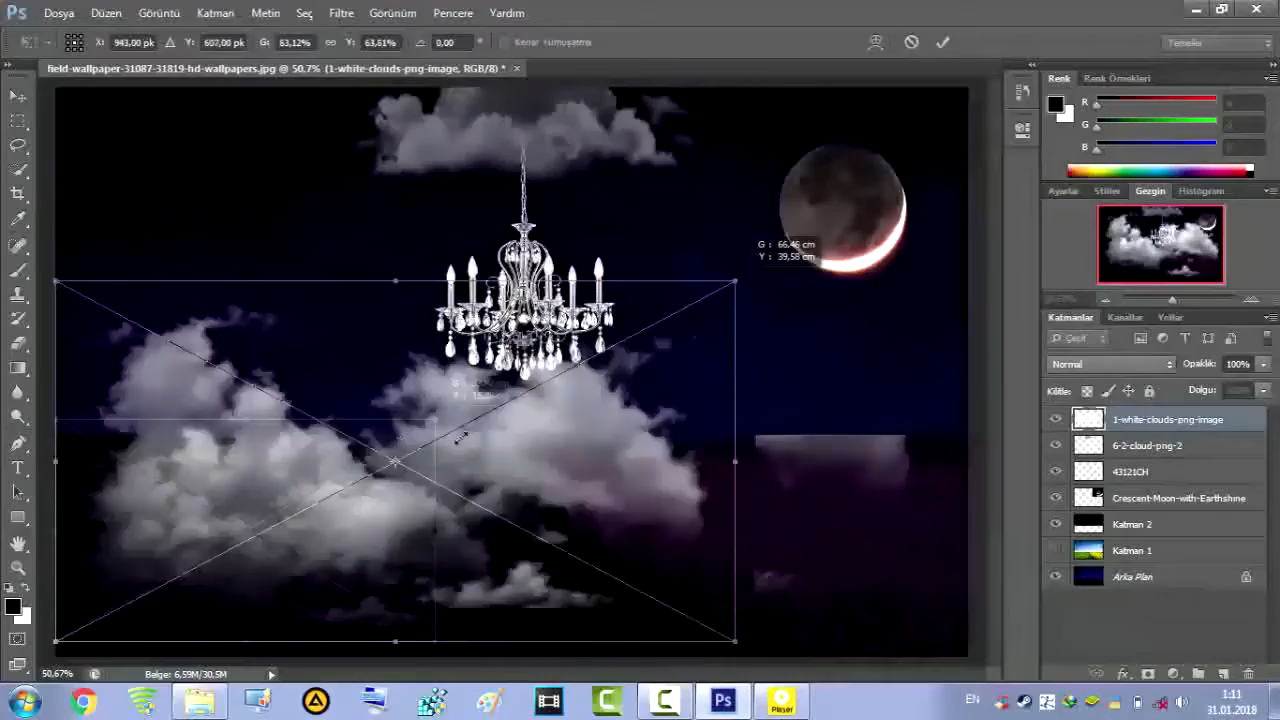 Ps Dosya Düzen Görüntü Katman Metin Seç Filtre Görünüm Pencere Yardım
X: 943,00 pk Y: 607,00 pk G: 63,12% Y: 63,61% 0,00 ° Kenar Yumuşatma Temeller
field-wallpaper-31087-31819-hd-wallpapers.jpg @ 50,7% (1-white-clouds-png-image, RGB/8) *
Renk Renk Örnekleri
R
G
B
Ayarlar Stiller Gezgin Histogram
G : 66,46 cm
Y : 39,58 cm
Katmanlar Kanallar Yollar
Çeşit
Normal Opaklık: 100%
Kilitle: Dolgu:
1-white-clouds-png-image
6-2-cloud-png-2
43121CH
Crescent-Moon-with-Earthshine
Katman 2
Katman 1
Arka Plan
50,67% Belge: 6,59M/30,5M
Ps Player EN 1:11
31.01.2018